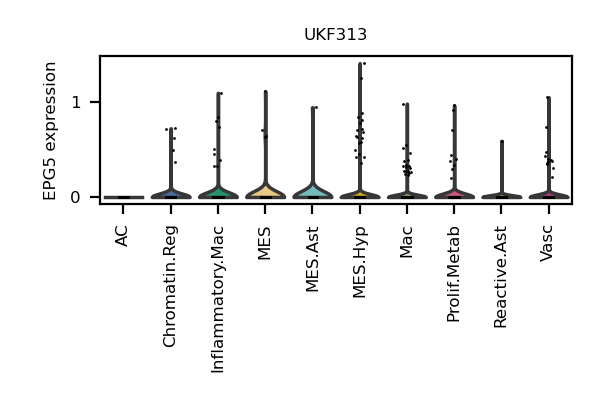 UKF313
EPG5 expression
1
0
AC
Chromatin.Reg
Inflammatory.Mac
MES
MES.Ast
MES.Hyp
Mac
Prolif.Metab
Reactive.Ast
Vasc